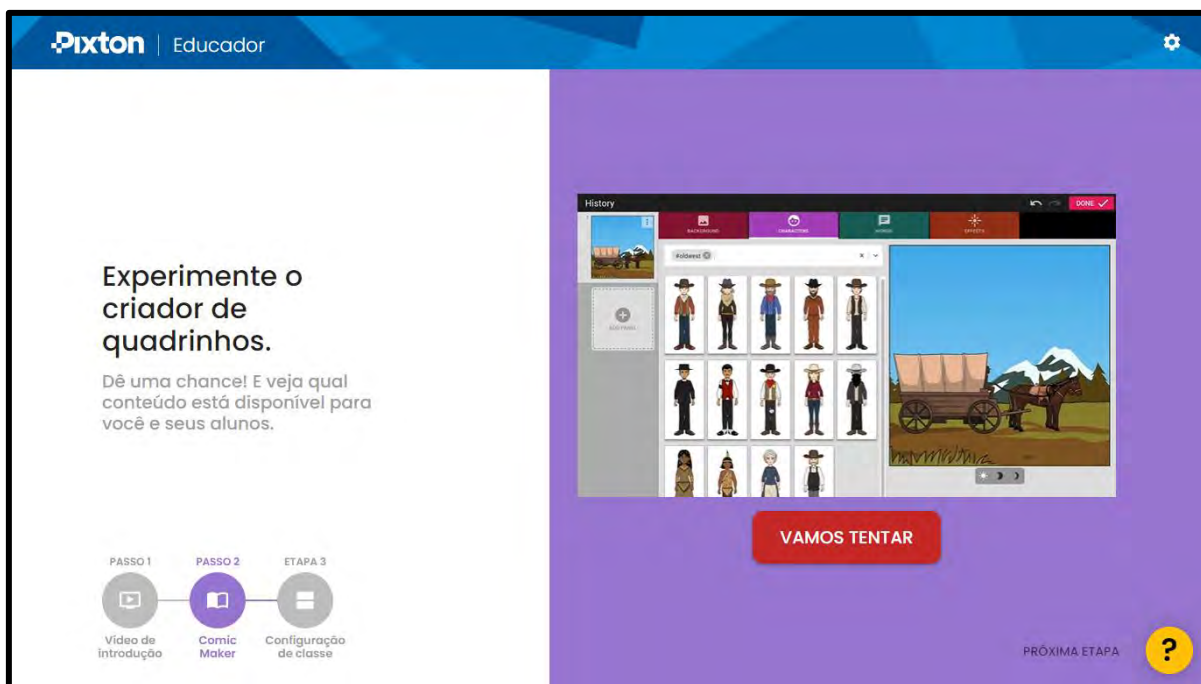 Pixton | Educador
Experimente o
criador de
quadrinhos.
Dê uma chance! E veja qual
conteúdo está disponível para
você e seus alunos.
PASSO 1
PASSO 2
ETAPA 3
Vídeo de
introdução
Comic
Maker
Configuração
de classe
History
DONE
BACKGROUND
CHARACTERS
WORDS
EFFECTS
#oldwest
ADD PANEL
VAMOS TENTAR
PRÓXIMA ETAPA
?